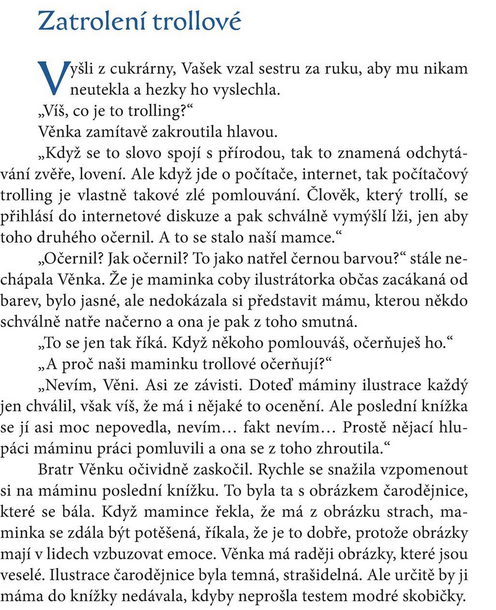 Zatrolení trollové
Vyšli z cukrárny, Vašek vzal sestru za ruku, aby mu nikam
neutekla a hezky ho vyslechla.
„Víš, co je to trolling?“
Věnka zamítavě zakroutila hlavou.
„Když se to slovo spojí s přírodou, tak to znamená odchytá-
vání zvěře, lovení. Ale když jde o počítače, internet, tak počítačový
trolling je vlastně takové zlé pomlouvání. Člověk, který trollí, se
přihlásí do internetové diskuze a pak schválně vymýšlí lži, jen aby
toho druhého očernil. A to se stalo naší mamce.“
„Očernil? Jak očernil? To jako natřel černou barvou?“ stále ne-
chápala Věnka. Že je maminka coby ilustrátorka občas zacákaná od
barev, bylo jasné, ale nedokázala si představit mámu, kterou někdo
schválně natře načerno a ona je pak z toho smutná.
„To se jen tak říká. Když někoho pomlouváš, očerňuješ ho.“
„A proč naši maminku trollové očerňují?“
„Nevím, Věni. Asi ze závisti. Doteď máminy ilustrace každý
jen chválil, však víš, že má i nějaké to ocenění. Ale poslední knížka
se jí asi moc nepovedla, nevím… fakt nevím… Prostě nějací hlu-
páci máminu práci pomluvili a ona se z toho zhroutila.“
Bratr Věnku očividně zaskočil. Rychle se snažila vzpomenout
si na máminu poslední knížku. To byla ta s obrázkem čarodějnice,
které se bála. Když mamince řekla, že má z obrázku strach, ma-
minka se zdála být potěšená, říkala, že je to dobře, protože obrázky
mají v lidech vzbuzovat emoce. Věnka má raději obrázky, které jsou
veselé. Ilustrace čarodějnice byla temná, strašidelná. Ale určitě by ji
máma do knížky nedávala, kdyby neprošla testem modré skobičky.